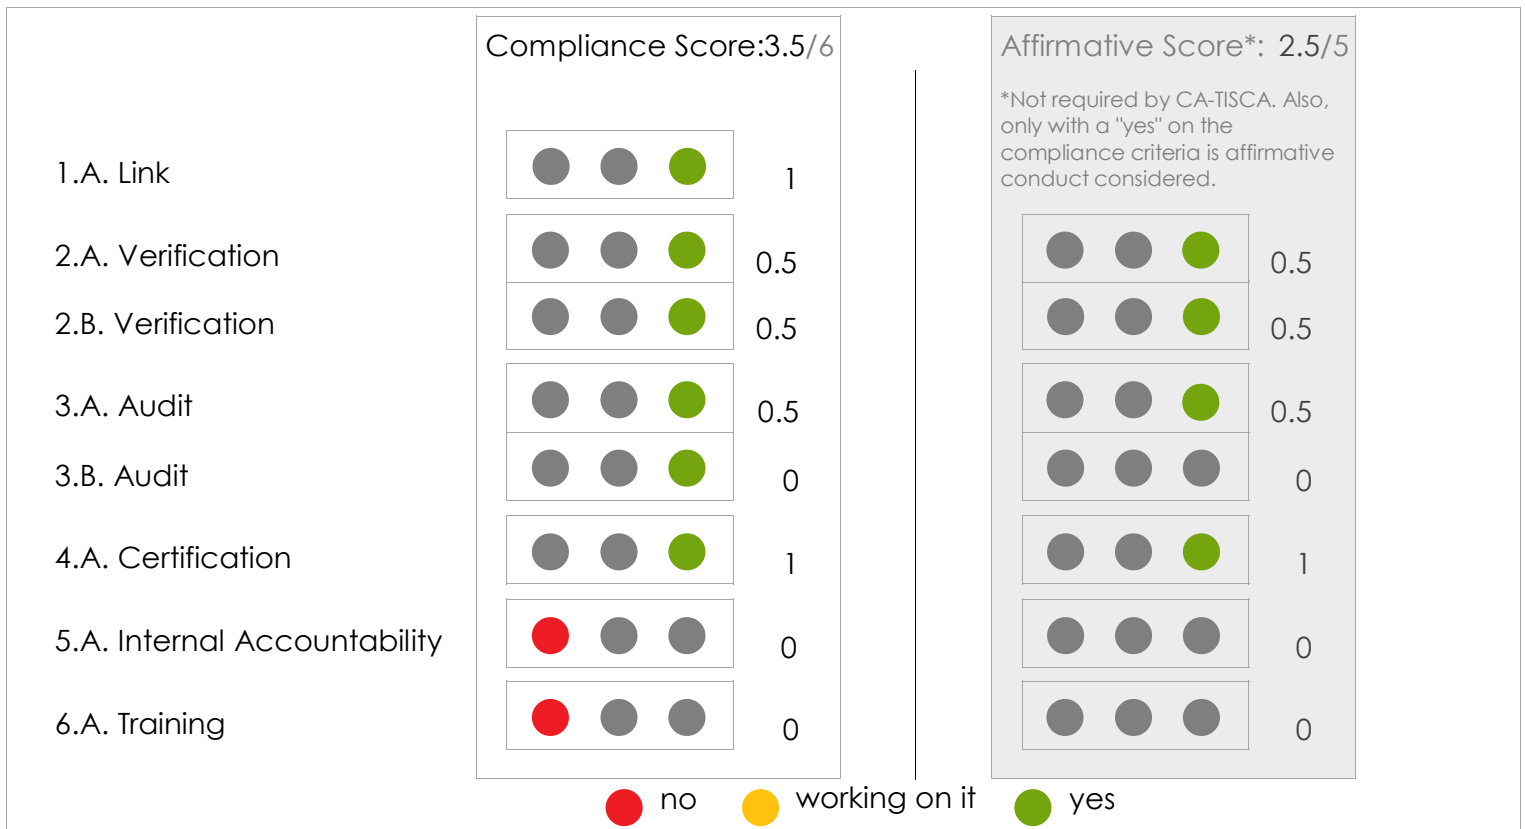 Compliance Score:3.5/6
Affirmative Score*: 2.5/5
*Not required by CA-TISCA. Also,
only with a "yes" on the
compliance criteria is affirmative
conduct considered.
1.A. Link 1
2.A. Verification 0.5 0.5
2.B. Verification 0.5 0.5
3.A. Audit 0.5 0.5
3.B. Audit 0 0
4.A. Certification 1 1
5.A. Internal Accountability 0 0
6.A. Training 0 0
no working on it yes